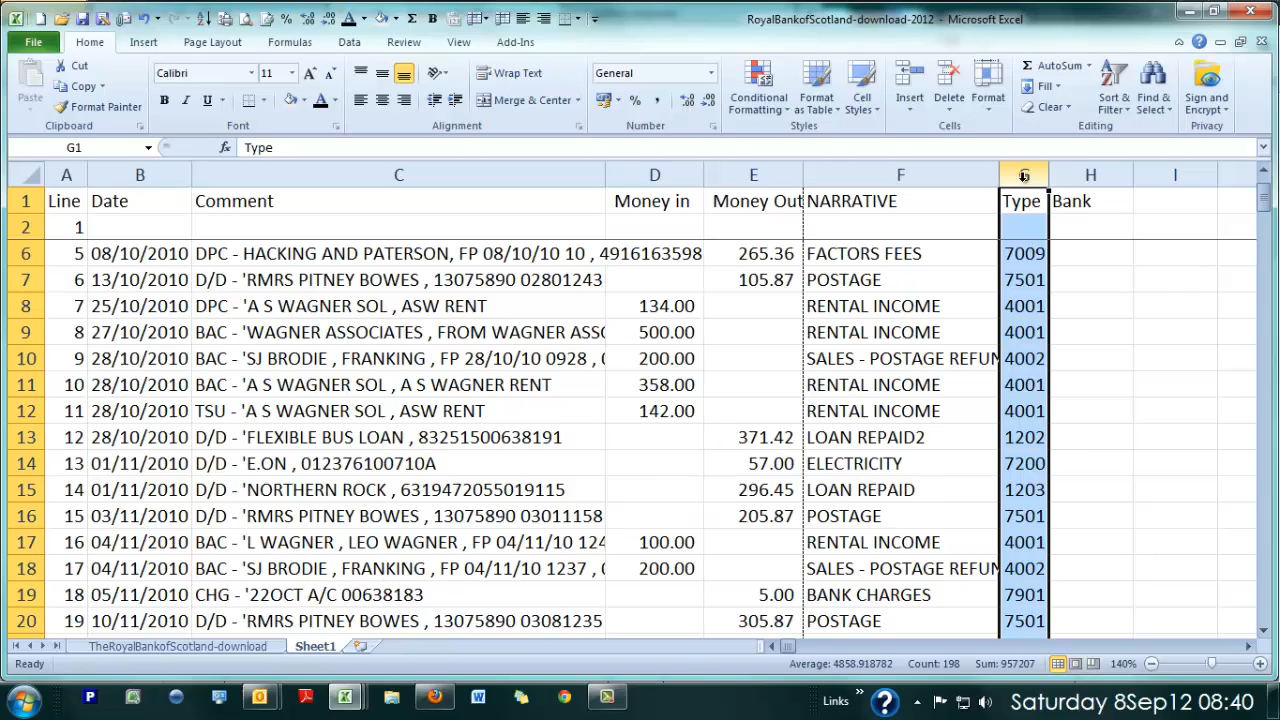 RoyalBankofScotland-download-2012 - Microsoft Excel
File Home Insert Page Layout Formulas Data Review View Add-Ins
Paste Cut Copy Format Painter
Calibri 11 B I U
Wrap Text Merge & Center
General % ,
Conditional Formatting Format as Table Cell Styles
Insert Delete Format
AutoSum Fill Clear Sort & Filter Find & Select
Sign and Encrypt
Clipboard Font Alignment Number Styles Cells Editing Privacy
G1 fx Type
A B C D E F G H I
1 Line Date Comment Money in Money Out NARRATIVE Type Bank
2 1
6 5 08/10/2010 DPC - HACKING AND PATERSON, FP 08/10/10 10 , 4916163598 265.36 FACTORS FEES 7009
7 6 13/10/2010 D/D - 'RMRS PITNEY BOWES , 13075890 02801243 105.87 POSTAGE 7501
8 7 25/10/2010 DPC - 'A S WAGNER SOL , ASW RENT 134.00 RENTAL INCOME 4001
9 8 27/10/2010 BAC - 'WAGNER ASSOCIATES , FROM WAGNER ASSO 500.00 RENTAL INCOME 4001
10 9 28/10/2010 BAC - 'SJ BRODIE , FRANKING , FP 28/10/10 0928 , 0 200.00 SALES - POSTAGE REFUN 4002
11 10 28/10/2010 BAC - 'A S WAGNER SOL , A S WAGNER RENT 358.00 RENTAL INCOME 4001
12 11 28/10/2010 TSU - 'A S WAGNER SOL , ASW RENT 142.00 RENTAL INCOME 4001
13 12 28/10/2010 D/D - 'FLEXIBLE BUS LOAN , 83251500638191 371.42 LOAN REPAID2 1202
14 13 01/11/2010 D/D - 'E.ON , 012376100710A 57.00 ELECTRICITY 7200
15 14 01/11/2010 D/D - 'NORTHERN ROCK , 6319472055019115 296.45 LOAN REPAID 1203
16 15 03/11/2010 D/D - 'RMRS PITNEY BOWES , 13075890 03011158 205.87 POSTAGE 7501
17 16 04/11/2010 BAC - 'L WAGNER , LEO WAGNER , FP 04/11/10 124 100.00 RENTAL INCOME 4001
18 17 04/11/2010 BAC - 'SJ BRODIE , FRANKING , FP 04/11/10 1237 , 0 200.00 SALES - POSTAGE REFUN 4002
19 18 05/11/2010 CHG - '22OCT A/C 00638183 5.00 BANK CHARGES 7901
20 19 10/11/2010 D/D - 'RMRS PITNEY BOWES , 13075890 03081235 305.87 POSTAGE 7501
TheRoyalBankofScotland-download Sheet1
Ready Average: 4858.918782 Count: 198 Sum: 957207 140%
Links Saturday 8Sep12 08:40